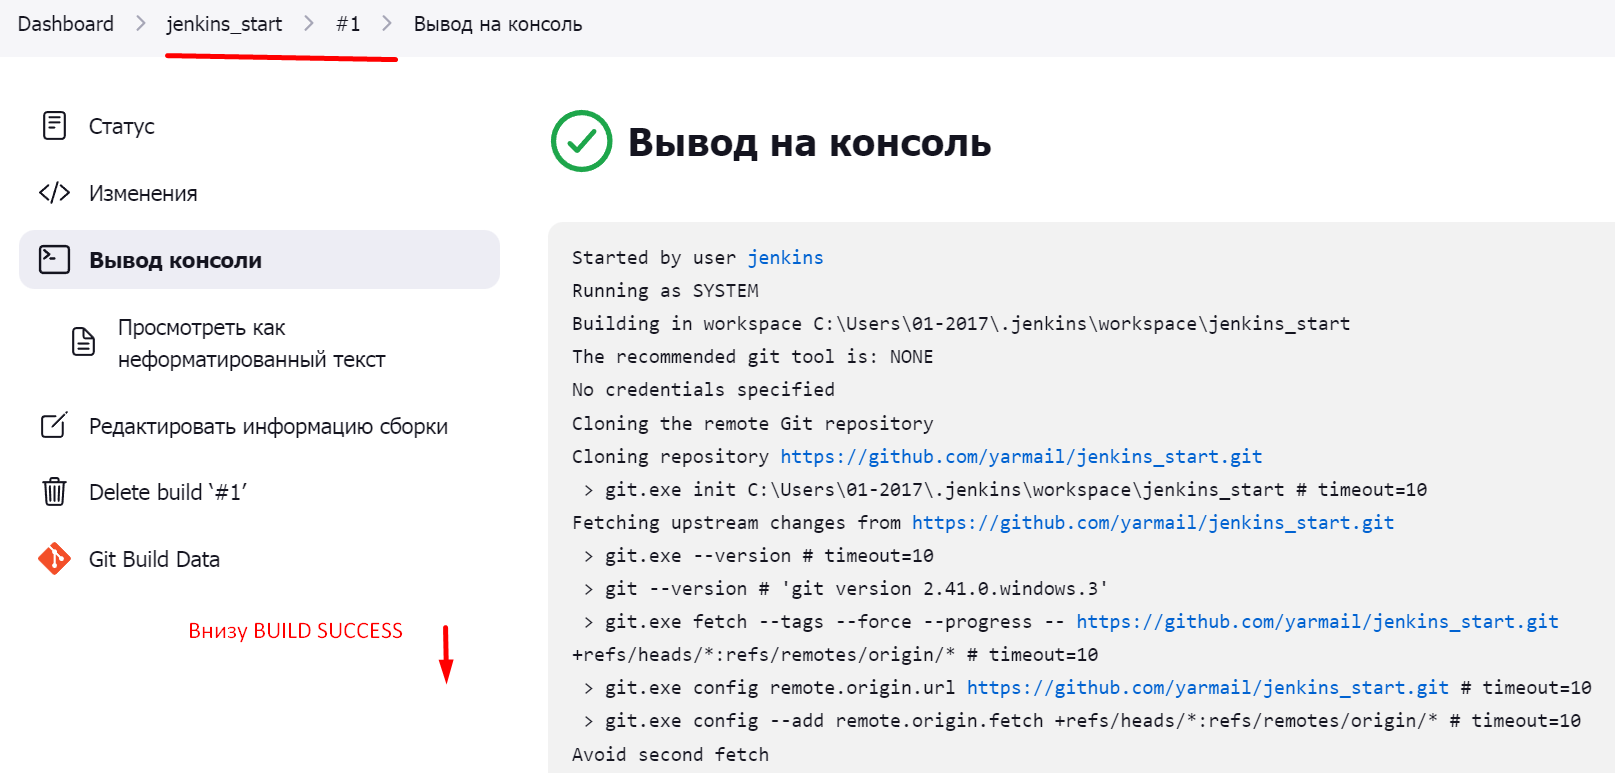 Dashboard > jenkins_start > #1 > Вывод на консоль
Статус
Изменения
Вывод консоли
Просмотреть как
неформатированный текст
Редактировать информацию сборки
Delete build ‘#1’
Git Build Data
Внизу BUILD SUCCESS
Вывод на консоль
Started by user jenkins
Running as SYSTEM
Building in workspace C:\Users\01-2017\.jenkins\workspace\jenkins_start
The recommended git tool is: NONE
No credentials specified
Cloning the remote Git repository
Cloning repository https://github.com/yarmail/jenkins_start.git
> git.exe init C:\Users\01-2017\.jenkins\workspace\jenkins_start # timeout=10
Fetching upstream changes from https://github.com/yarmail/jenkins_start.git
> git.exe --version # timeout=10
> git --version # 'git version 2.41.0.windows.3'
> git.exe fetch --tags --force --progress -- https://github.com/yarmail/jenkins_start.git
+refs/heads/*:refs/remotes/origin/* # timeout=10
> git.exe config remote.origin.url https://github.com/yarmail/jenkins_start.git # timeout=10
> git.exe config --add remote.origin.fetch +refs/heads/*:refs/remotes/origin/* # timeout=10
Avoid second fetch